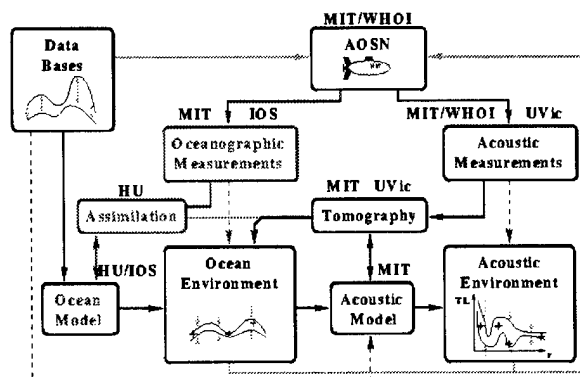 MIT/WHOI
Data
Bases
AOSN
MIT
IOS
MIT/WHOI
UVic
Oceanographic
Measurements
Acoustic
Measurements
HU
MIT UVic
Assimilation
Tomography
HU/IOS
Ocean
Environment
MIT
Acoustic
Environment
Ocean
Model
Acoustic
Model
TL
r